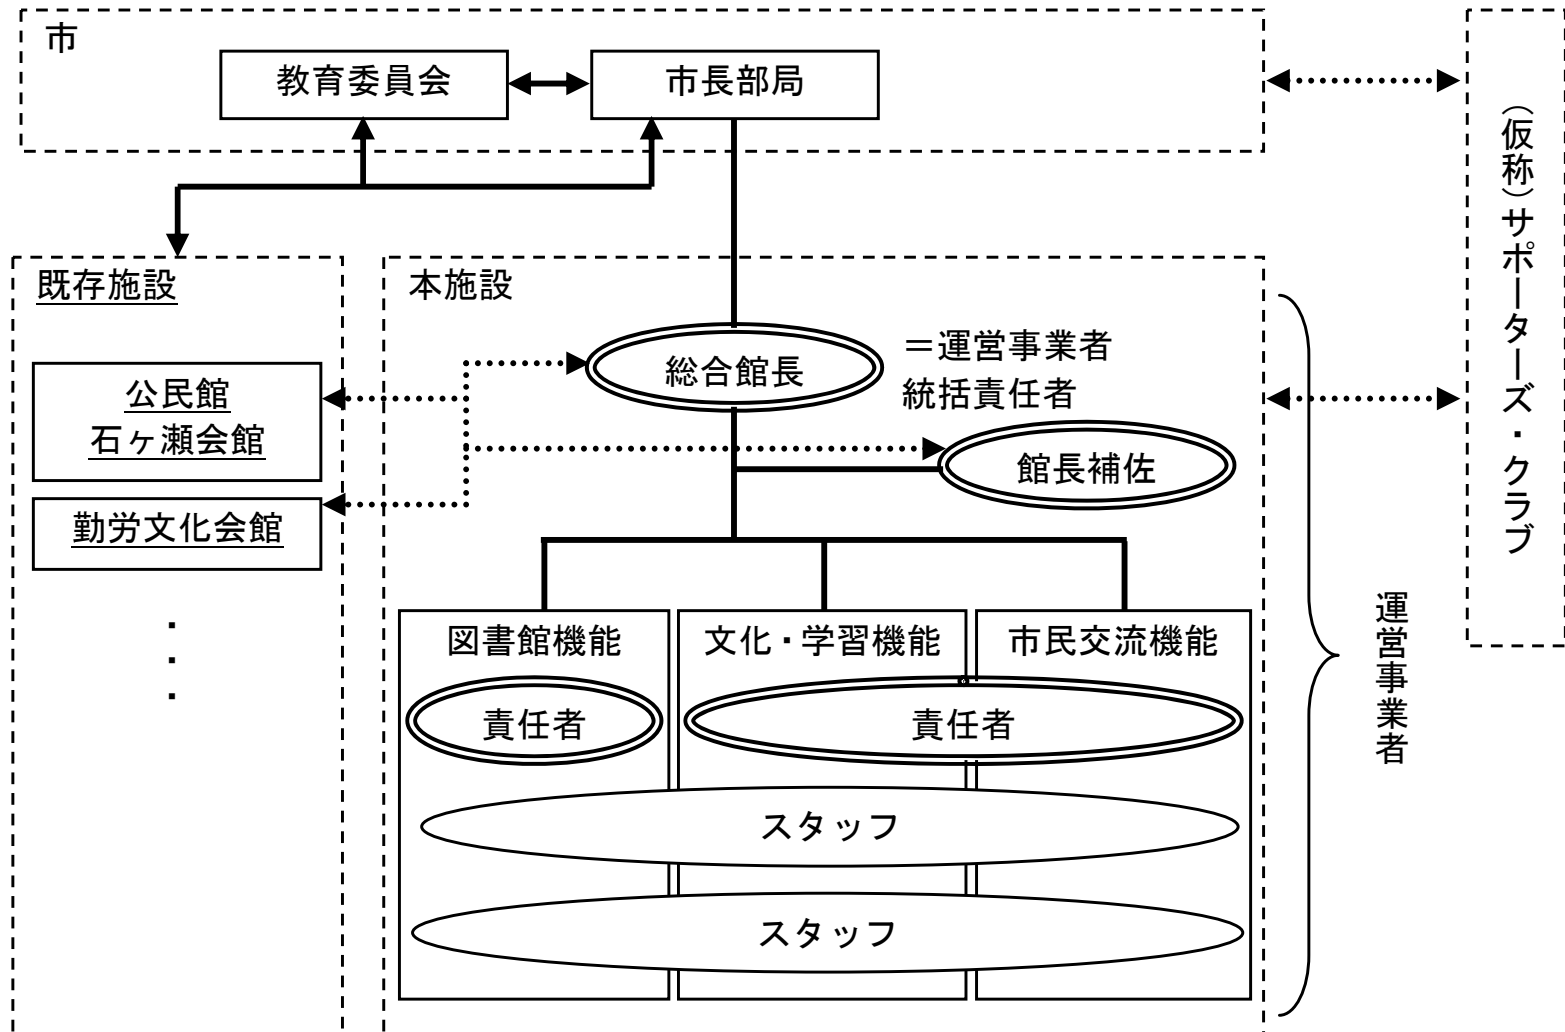 市
教育委員会
市長部局
(仮称)サポーターズ・クラブ
既存施設
公民館
石ヶ瀬会館
勤労文化会館
・
・
・
本施設
総合館長
＝運営事業者
統括責任者
館長補佐
図書館機能
文化・学習機能
市民交流機能
責任者
責任者
スタッフ
スタッフ
運営事業者